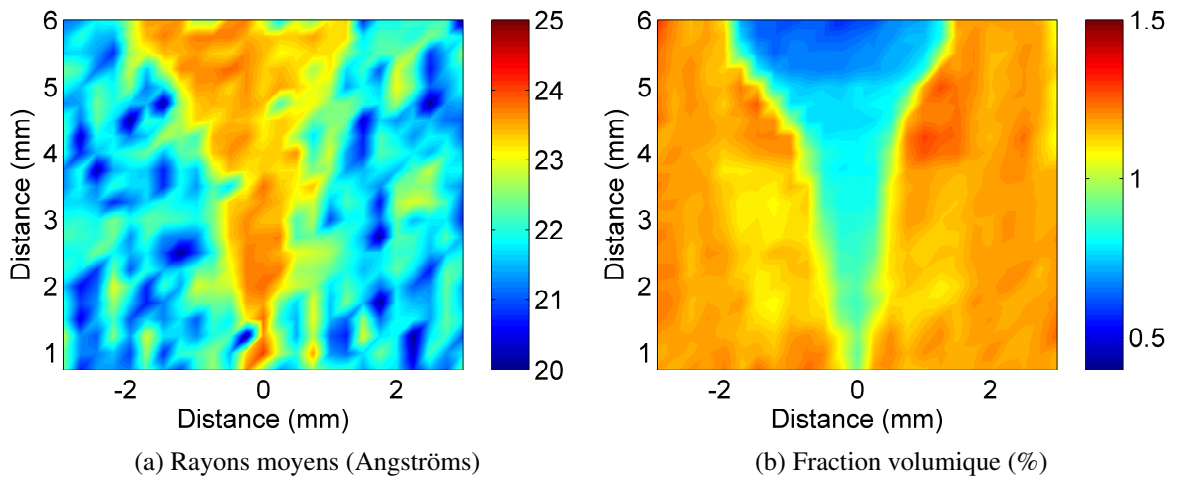 6
5
4
3
2
1
Distance (mm)
-2 0 2
Distance (mm)
25
24
23
22
21
20
(a) Rayons moyens (Angströms)
6
5
4
3
2
1
Distance (mm)
-2 0 2
Distance (mm)
1.5
1
0.5
(b) Fraction volumique (%)